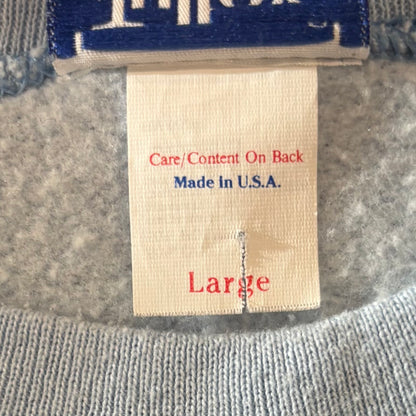 Care/Content On Back
Made in U.S.A.
Large